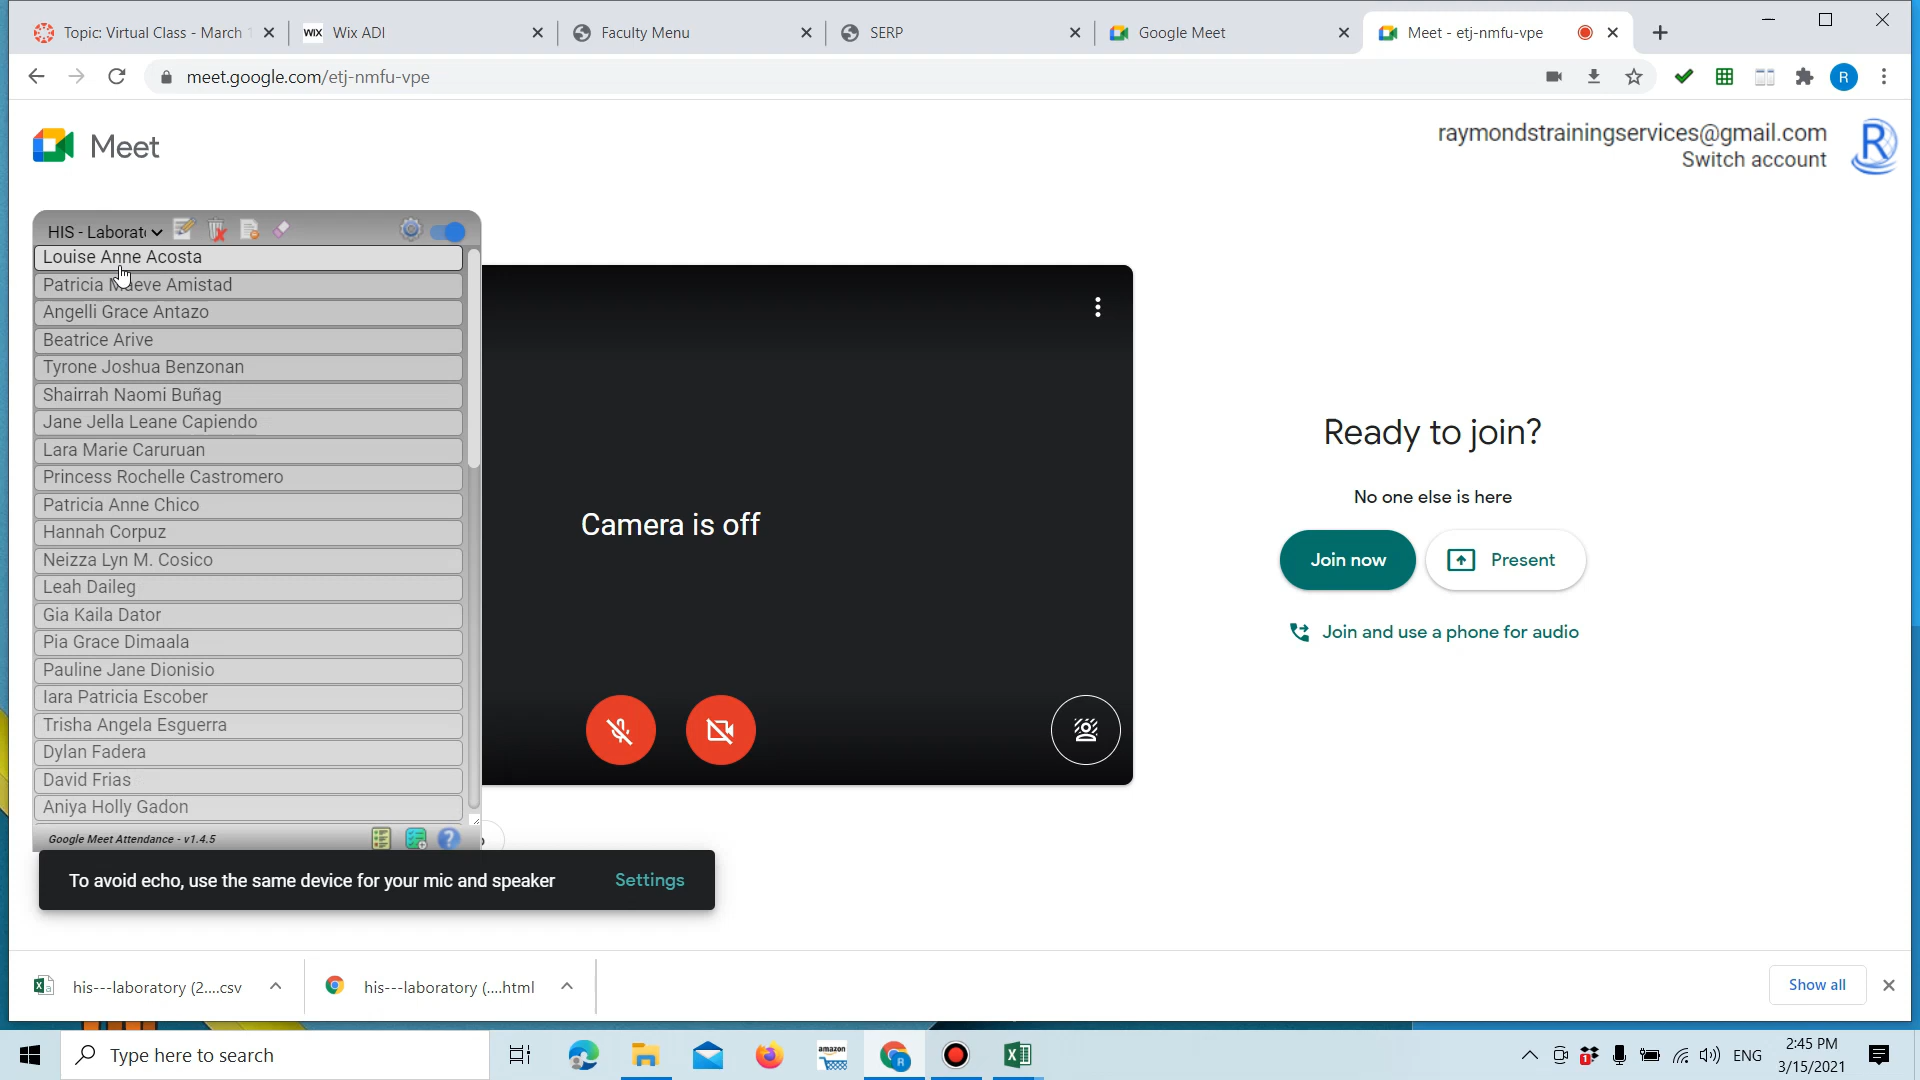 Topic: Virtual Class - March
WIX Wix ADI
Faculty Menu
SERP
Google Meet
Meet - etj-nmfu-vpe
meet.google.com/etj-nmfu-vpe
R
Meet
raymondstrainingservices@gmail.com
Switch account
R
HIS - Laborat
Louise Anne Acosta
Patricia Maeve Amistad
Angelli Grace Antazo
Beatrice Arive
Tyrone Joshua Benzonan
Shairrah Naomi Buñag
Jane Jella Leane Capiendo
Lara Marie Caruruan
Princess Rochelle Castromero
Patricia Anne Chico
Hannah Corpuz
Neizza Lyn M. Cosico
Leah Daileg
Gia Kaila Dator
Pia Grace Dimaala
Pauline Jane Dionisio
Iara Patricia Escober
Trisha Angela Esguerra
Dylan Fadera
David Frias
Aniya Holly Gadon
Google Meet Attendance - v1.4.5
Camera is off
Ready to join?
No one else is here
Join now
Present
Join and use a phone for audio
To avoid echo, use the same device for your mic and speaker
Settings
his---laboratory (2....csv
his---laboratory (....html
Show all
Type here to search
amazon
R
1
ENG
2:45 PM
3/15/2021